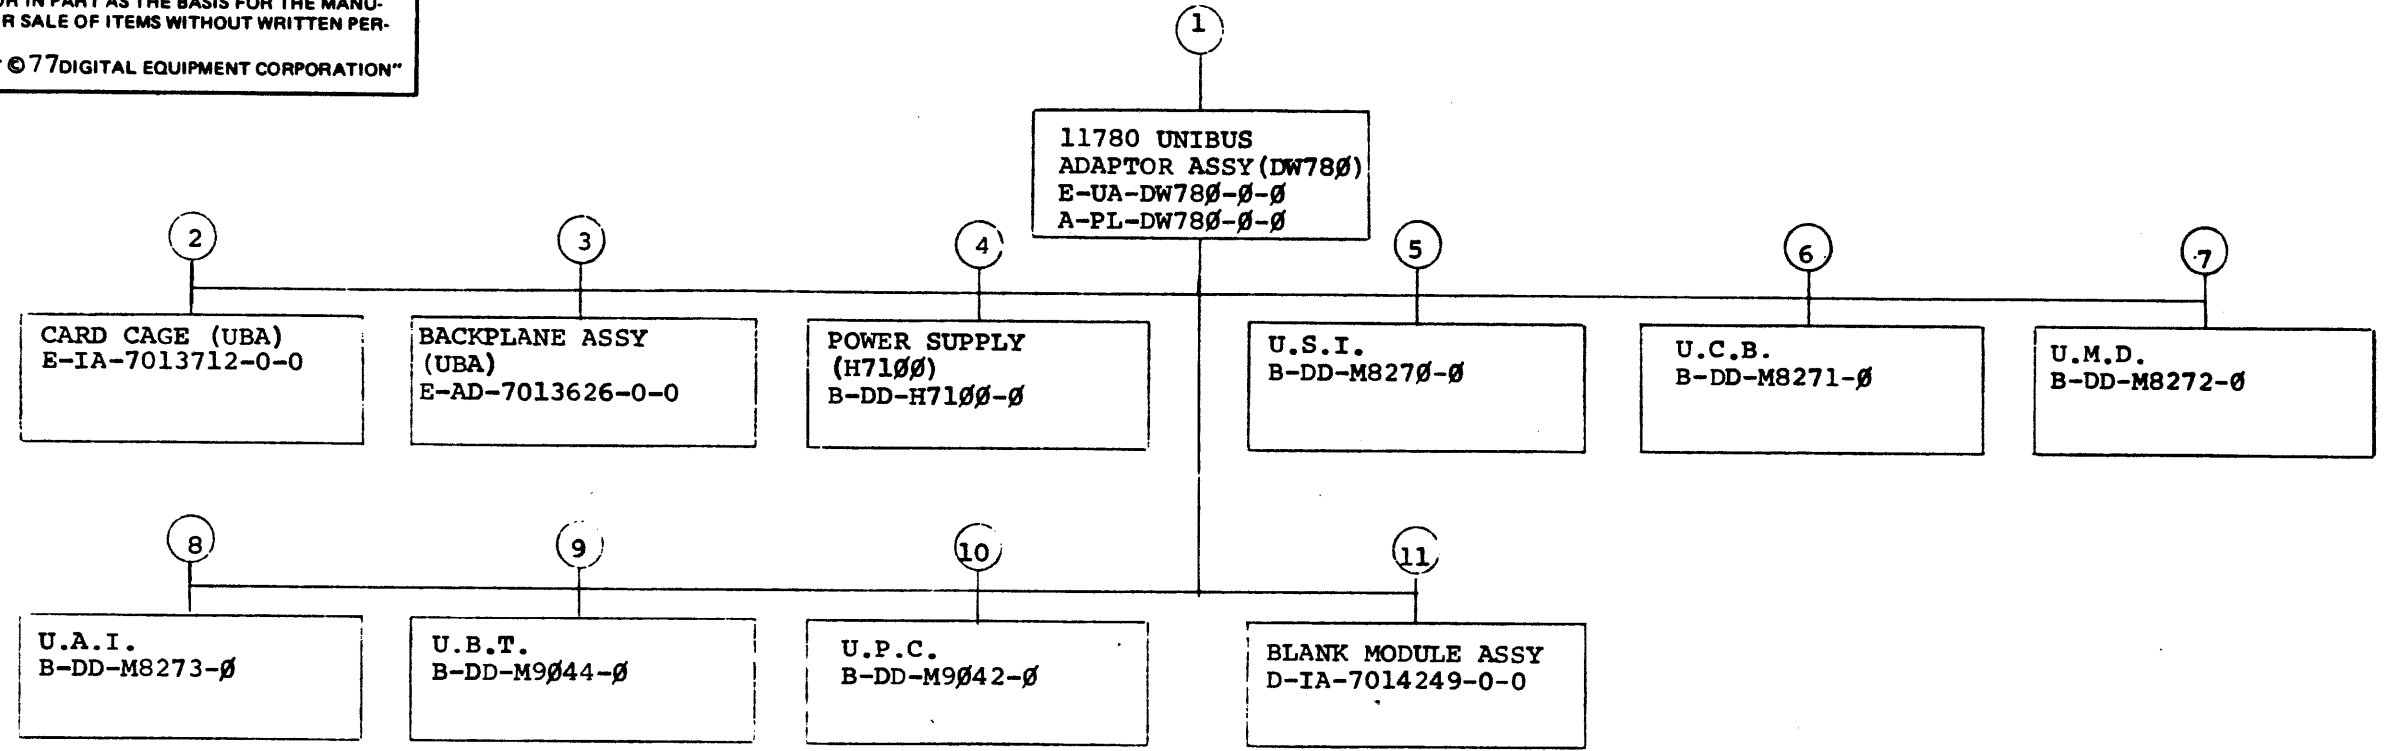 OR IN PART AS THE BASIS FOR THE MANU-
R SALE OF ITEMS WITHOUT WRITTEN PER-
©77DIGITAL EQUIPMENT CORPORATION"
1
11780 UNIBUS
ADAPTOR ASSY(DW78Ø)
E-UA-DW78Ø-Ø-Ø
A-PL-DW78Ø-Ø-Ø
2
3
4
5
6
7
CARD CAGE (UBA)
E-IA-7013712-0-0
BACKPLANE ASSY
(UBA)
E-AD-7013626-0-0
POWER SUPPLY
(H71ØØ)
B-DD-H71ØØ-Ø
U.S.I.
B-DD-M827Ø-Ø
U.C.B.
B-DD-M8271-Ø
U.M.D.
B-DD-M8272-Ø
8
9
10
11
U.A.I.
B-DD-M8273-Ø
U.B.T.
B-DD-M9Ø44-Ø
U.P.C.
B-DD-M9Ø42-Ø
BLANK MODULE ASSY
D-IA-7014249-0-0